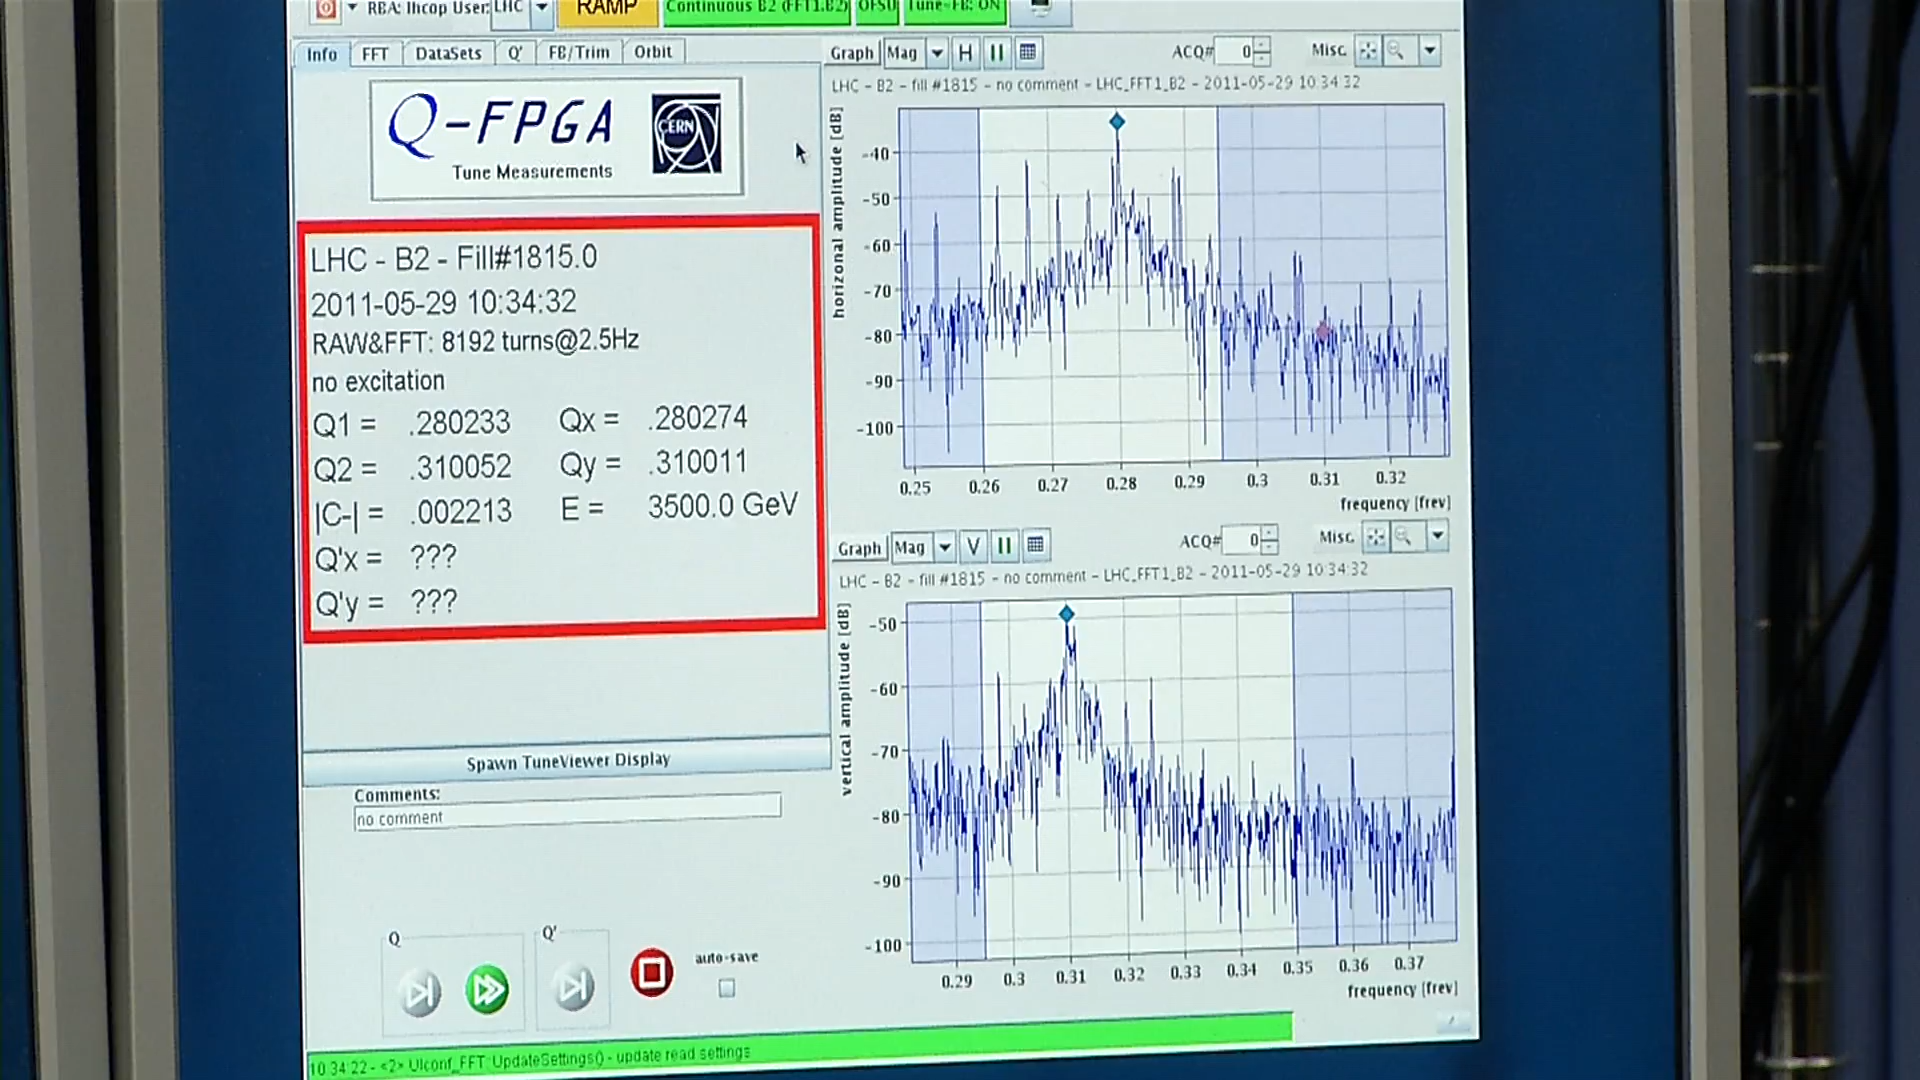 RBA: lhcop User: LHC RAMP Continuous B2 (FFT1.B2) OFSU Tune-FB: ON
Info FFT DataSets Q' FB/Trim Orbit
Q-FPGA
Tune Measurements
CERN
LHC - B2 - Fill#1815.0
2011-05-29 10:34:32
RAW&FFT: 8192 turns@2.5Hz
no excitation
Q1 = .280233 Qx = .280274
Q2 = .310052 Qy = .310011
|C-| = .002213 E = 3500.0 GeV
Q'x = ???
Q'y = ???
Spawn TuneViewer Display
Comments:
no comment
Q Q'
auto-save
10:34:22 - <2> UIconf_FFT: UpdateSettings() - update read settings
Graph Mag H ACQ# 0 Misc.
LHC - B2 - fill #1815 - no comment - LHC_FFT1_B2 - 2011-05-29 10:34:32
horizonal amplitude [dB]
-40
-50
-60
-70
-80
-90
-100
0.25 0.26 0.27 0.28 0.29 0.3 0.31 0.32
frequency [frev]
Graph Mag V ACQ# 0 Misc.
LHC - B2 - fill #1815 - no comment - LHC_FFT1_B2 - 2011-05-29 10:34:32
vertical amplitude [dB]
-50
-60
-70
-80
-90
-100
0.29 0.3 0.31 0.32 0.33 0.34 0.35 0.36 0.37
frequency [frev]